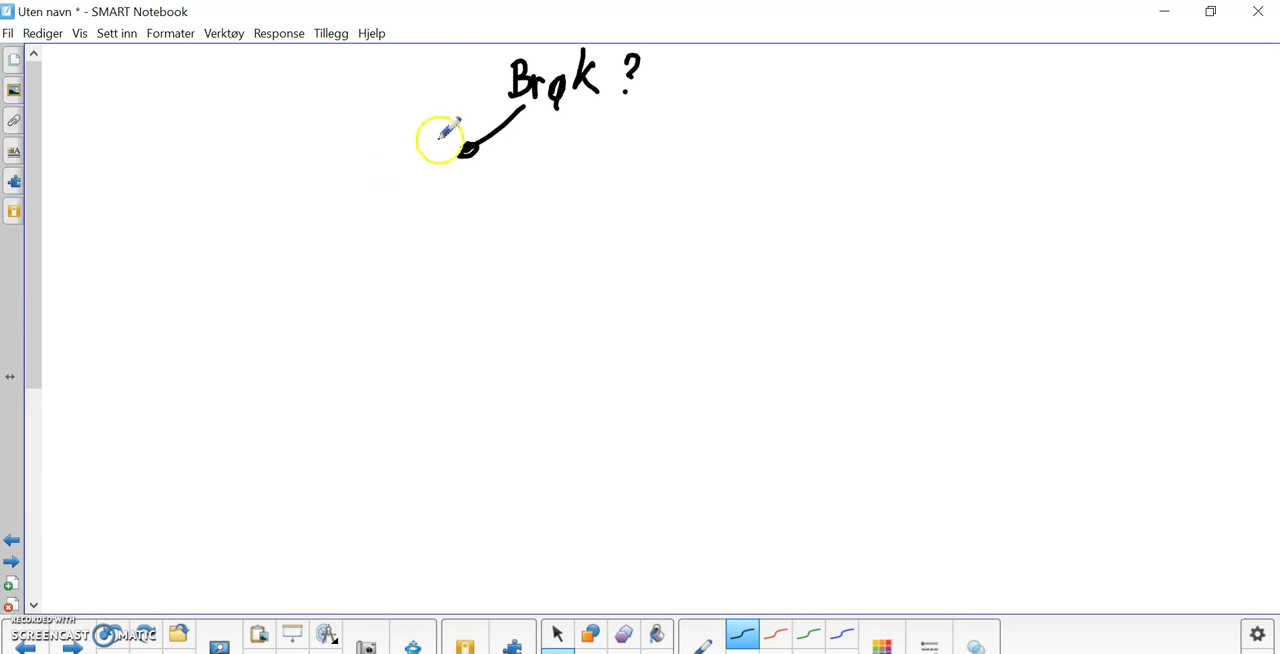 Uten navn * - SMART Notebook
Fil Rediger Vis Sett inn Formater Verktøy Response Tillegg Hjelp
Brøk ?
RECORDED WITH
SCREENCAST MATIC